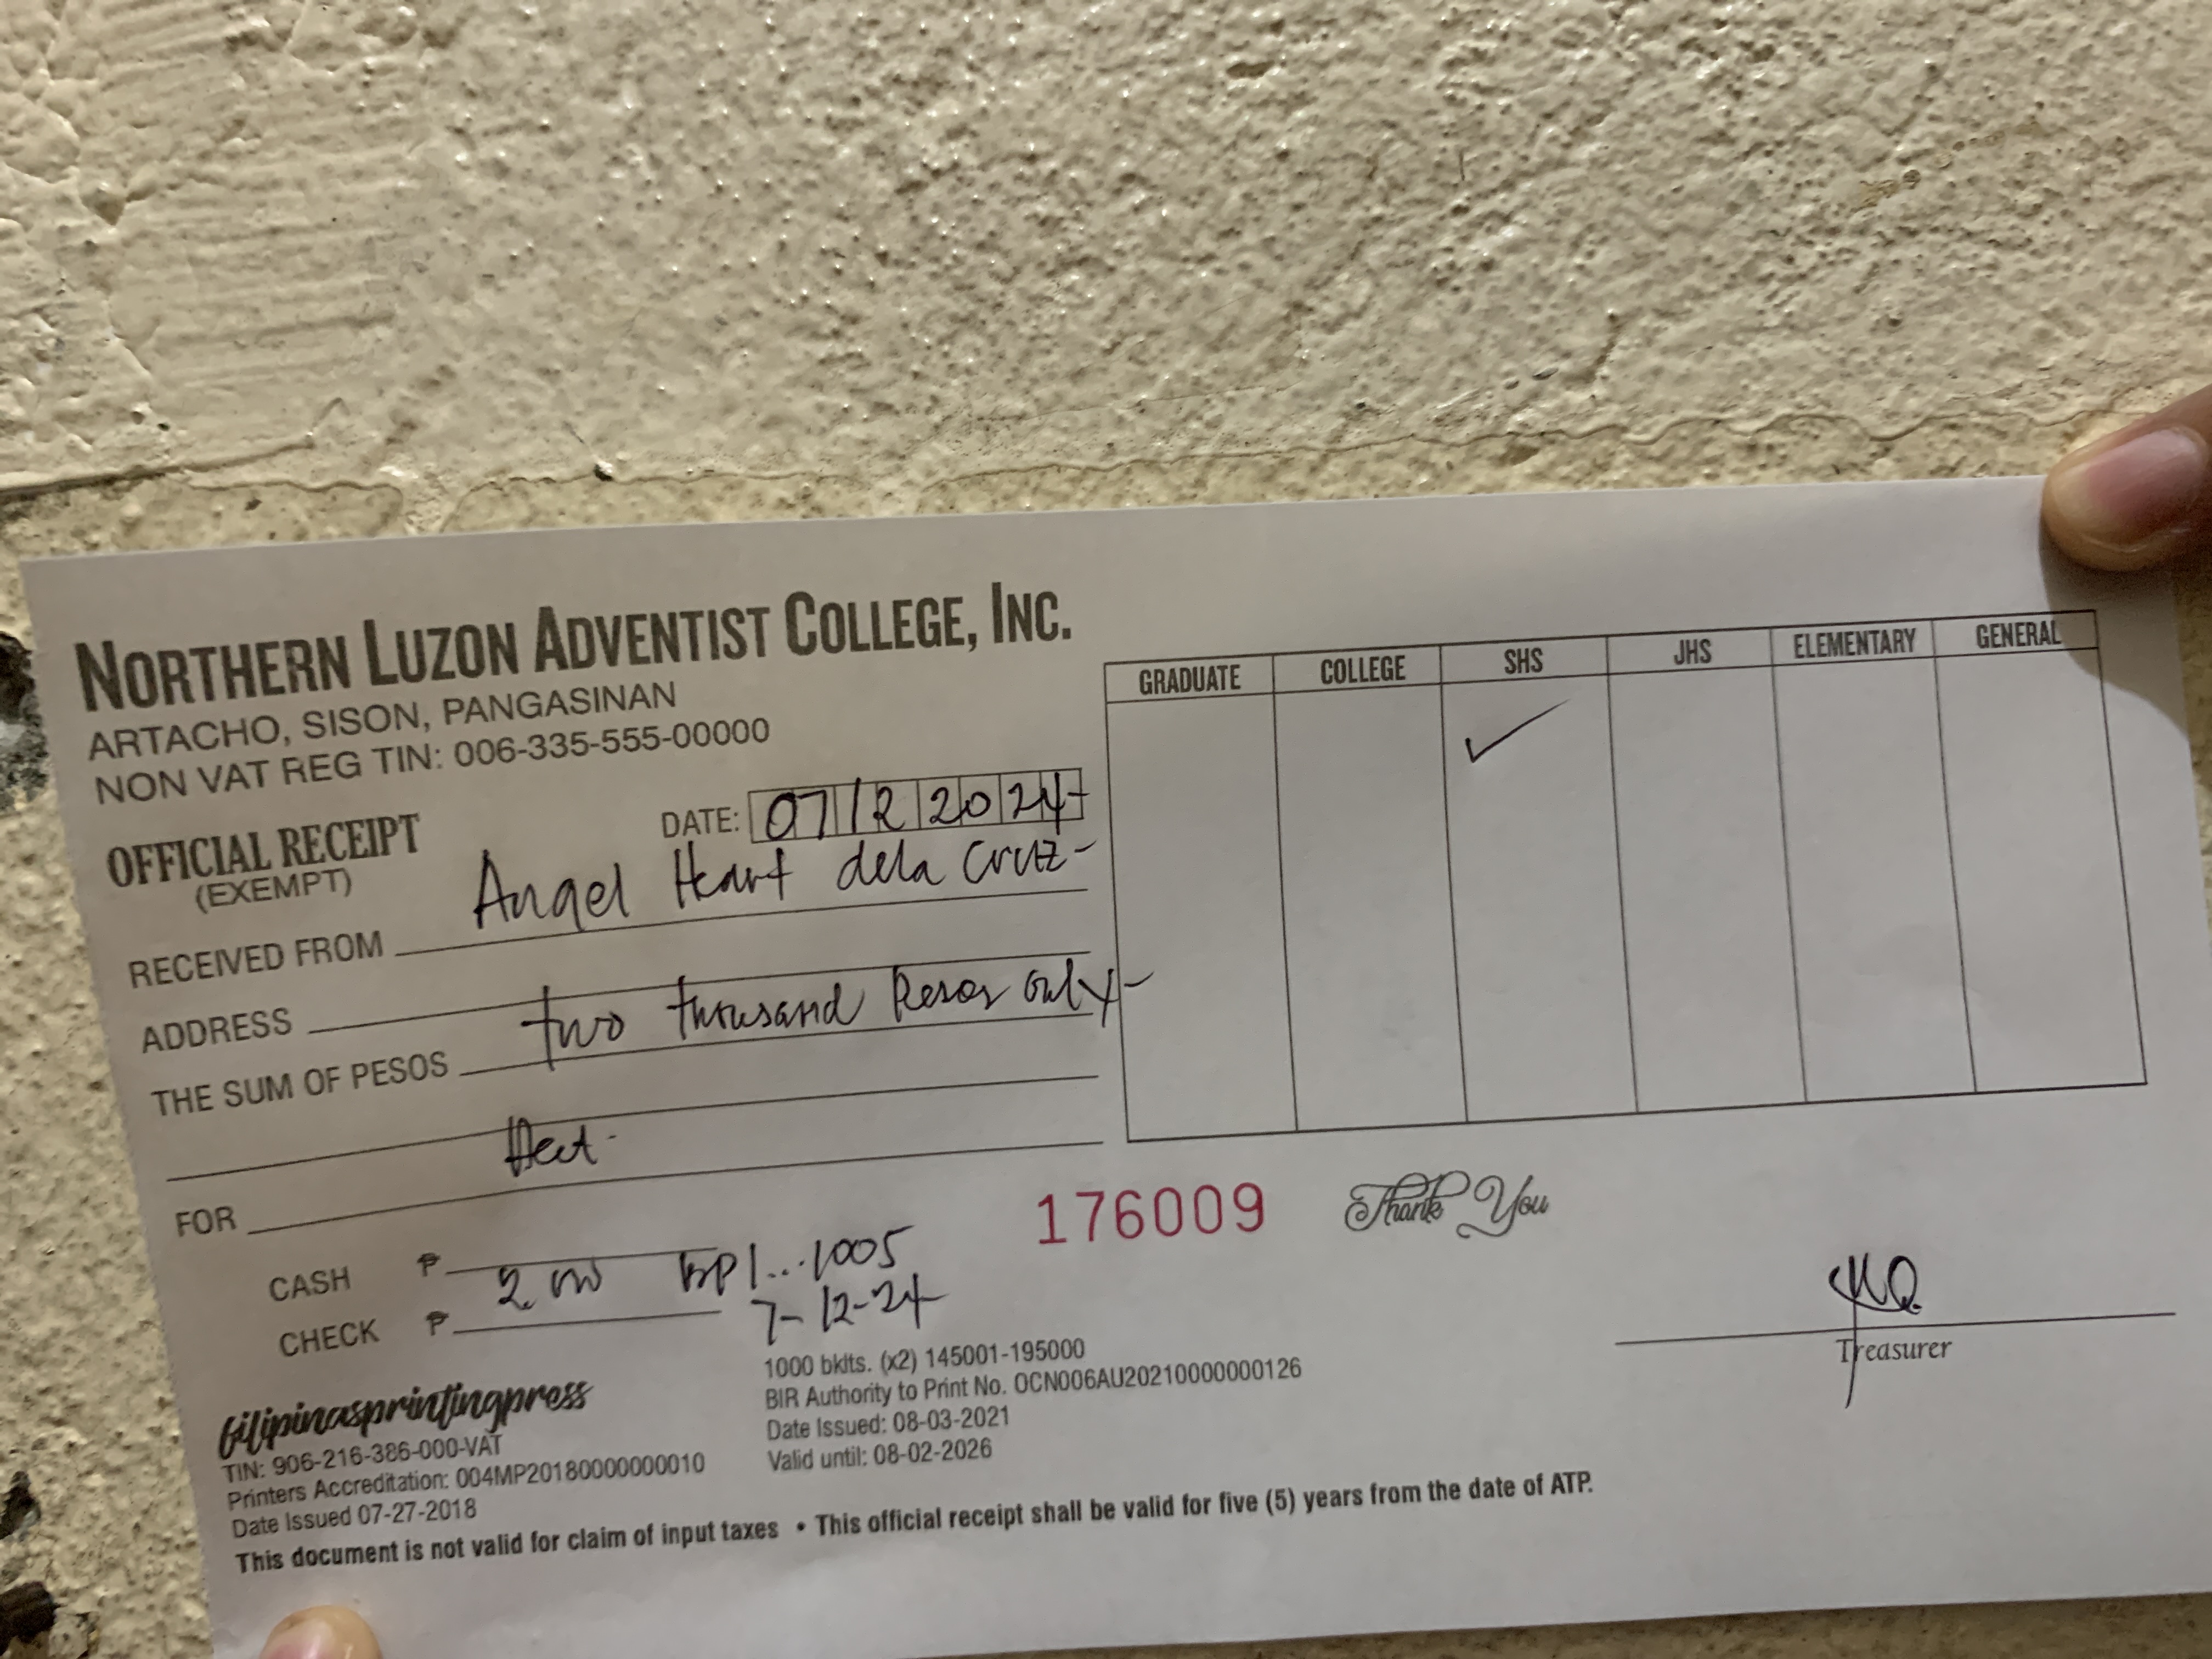 NORTHERN LUZON ADVENTIST COLLEGE, INC.
ARTACHO, SISON, PANGASINAN
NON VAT REG TIN: 006-335-555-00000
OFFICIAL RECEIPT
(EXEMPT)
DATE: 07 12 2024
RECEIVED FROM Angel Heart dela Cruz-
ADDRESS
THE SUM OF PESOS two thousand Pesos only-
FOR Acct.
CASH ₱
CHECK ₱ 2,000 BPI...1005
7-12-24
GRADUATE COLLEGE SHS JHS ELEMENTARY GENERAL
✓
176009
Thank You
Treasurer
filipinasprintingpress
TIN: 906-216-386-000-VAT
Printers Accreditation: 004MP20180000000010
Date Issued 07-27-2018
1000 bklts. (x2) 145001-195000
BIR Authority to Print No. OCN006AU20210000000126
Date Issued: 08-03-2021
Valid until: 08-02-2026
This document is not valid for claim of input taxes • This official receipt shall be valid for five (5) years from the date of ATP.